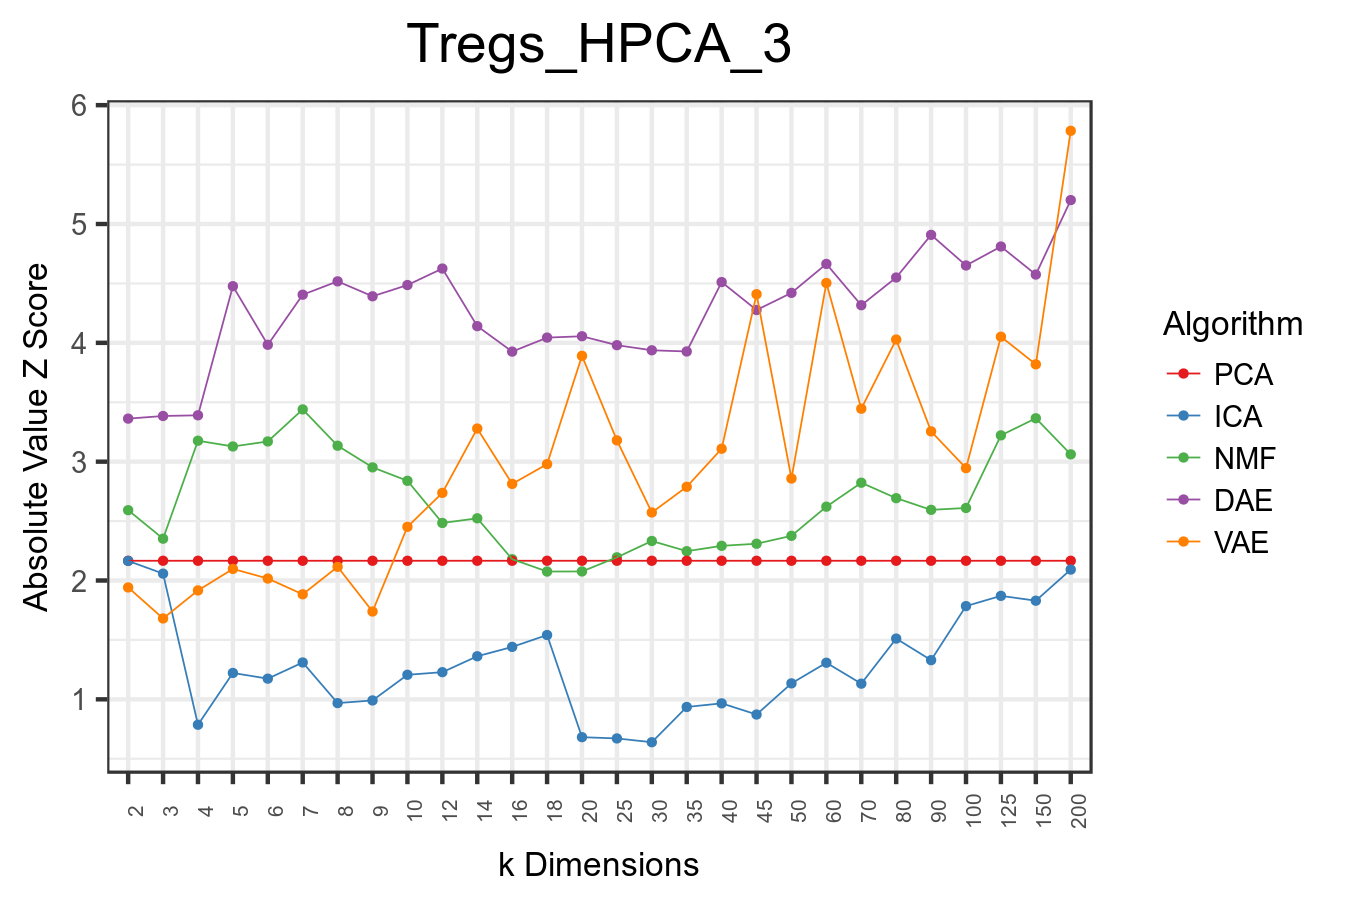 Tregs_HPCA_3
Absolute Value Z Score
6
5
4
3
2
1
2 3 4 5 6 7 8 9 10 12 14 16 18 20 25 30 35 40 45 50 60 70 80 90 100 125 150 200
k Dimensions
Algorithm
PCA
ICA
NMF
DAE
VAE